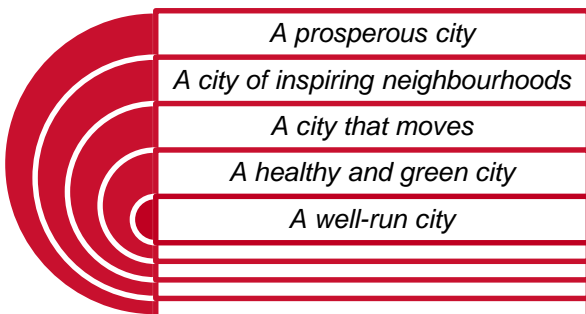 A prosperous city
A city of inspiring neighbourhoods
A city that moves
A healthy and green city
A well-run city